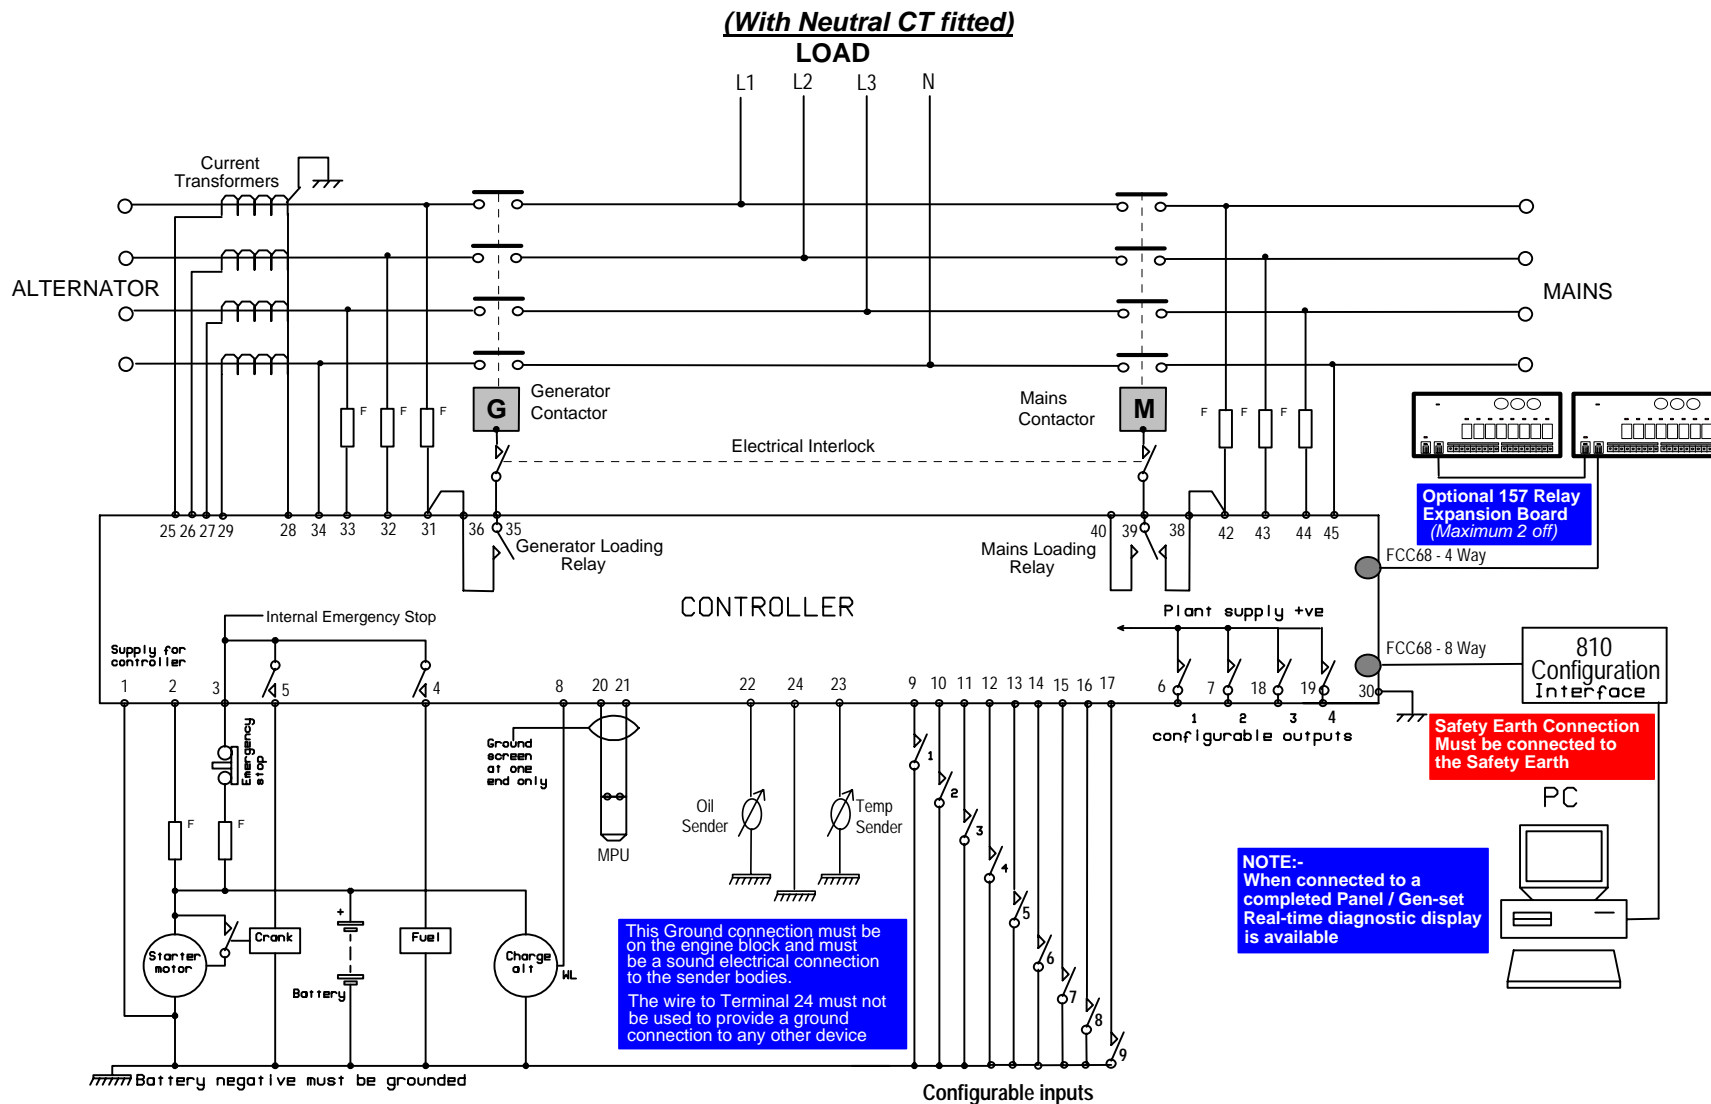 (With Neutral CT fitted)
LOAD
L1 L2 L3 N
Current
Transformers
ALTERNATOR
MAINS
G
Generator
Contactor
Mains
Contactor
M
F F F
F F
Electrical Interlock
Optional 157 Relay
Expansion Board
(Maximum 2 off)
25 26 27 29 28 34 33 32 31 36 35
40 39 38 42 43 44 45
Generator Loading
Relay
Mains Loading
Relay
FCC68 - 4 Way
CONTROLLER
Internal Emergency Stop
Plant supply +ve
Supply for
controller
FCC68 - 8 Way
810
Configuration
Interface
1 2 3 5 4 8 20 21 22 24 23 9 10 11 12 13 14 15 16 17 6 7 18 19 30
1 2 3 4
configurable outputs
Safety Earth Connection
Must be connected to
the Safety Earth
Emergency
stop
Ground
screen
at one
end only
F F
MPU
Oil
Sender
Temp
Sender
1
2
3
4
5
6
7
8
9
PC
NOTE:-
When connected to a
completed Panel / Gen-set
Real-time diagnostic display
is available
Starter
motor
Crank
+
-
Battery
Fuel
Charge
alt
WL
This Ground connection must be
on the engine block and must
be a sound electrical connection
to the sender bodies.
The wire to Terminal 24 must not
be used to provide a ground
connection to any other device
Battery negative must be grounded
Configurable inputs